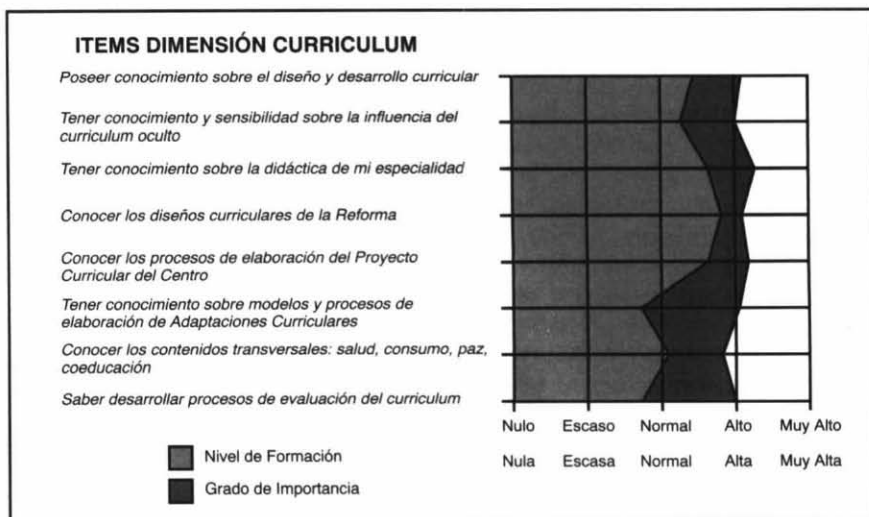 ITEMS DIMENSIÓN CURRICULUM
Poseer conocimiento sobre el diseño y desarrollo curricular
Tener conocimiento y sensibilidad sobre la influencia del
curriculum oculto
Tener conocimiento sobre la didáctica de mi especialidad
Conocer los diseños curriculares de la Reforma
Conocer los procesos de elaboración del Proyecto
Curricular del Centro
Tener conocimiento sobre modelos y procesos de
elaboración de Adaptaciones Curriculares
Conocer los contenidos transversales: salud, consumo, paz,
coeducación
Saber desarrollar procesos de evaluación del curriculum
Nulo Escaso Normal Alto Muy Alto
Nula Escasa Normal Alta Muy Alta
Nivel de Formación
Grado de Importancia